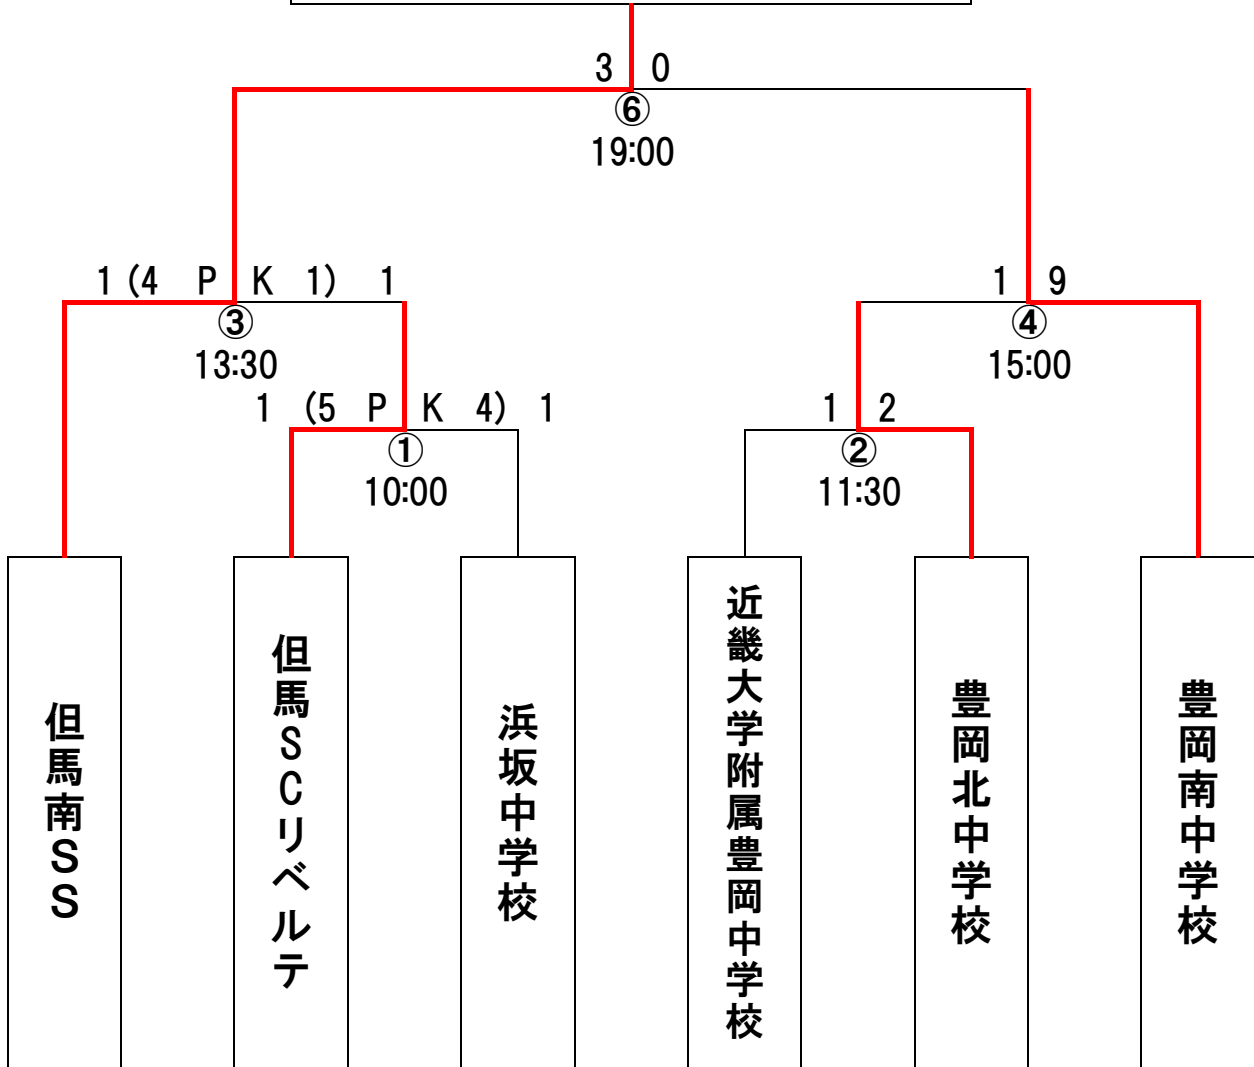 3 0
⑥
19:00
1 (4 P K 1) 1
③
13:30
1 9
④
15:00
1 (5 P K 4) 1
①
10:00
1 2
②
11:30
但馬南SS
但馬SCリベルテ
浜坂中学校
近畿大学附属豊岡中学校
豊岡北中学校
豊岡南中学校